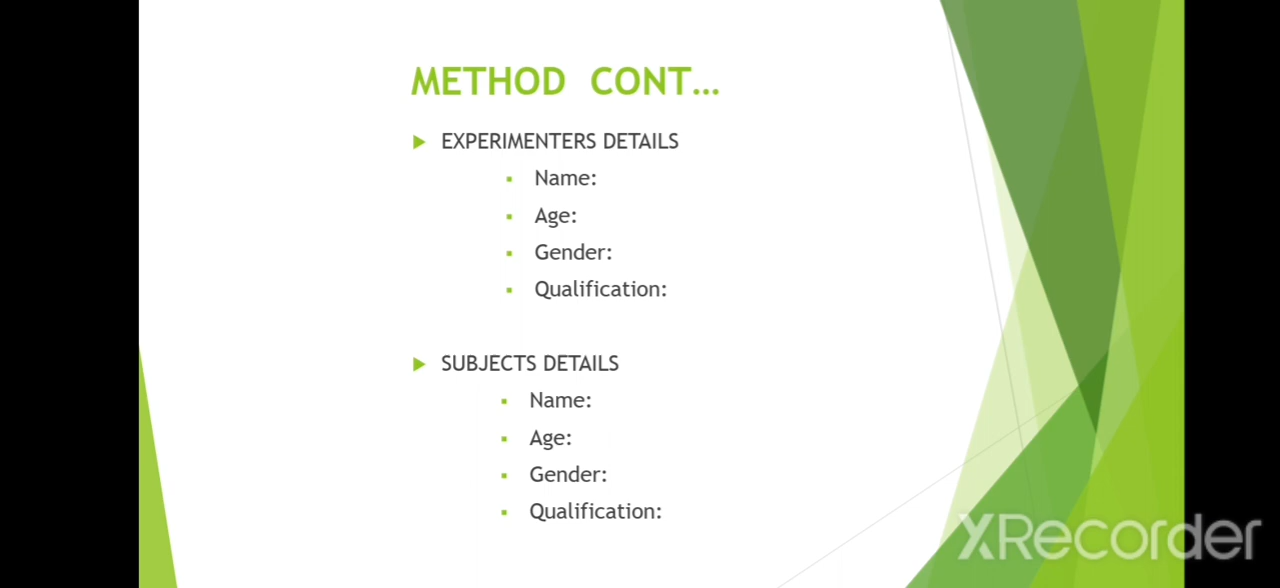 METHOD CONT...
EXPERIMENTERS DETAILS
Name:
Age:
Gender:
Qualification:
SUBJECTS DETAILS
Name:
Age:
Gender:
Qualification:
XRecorder